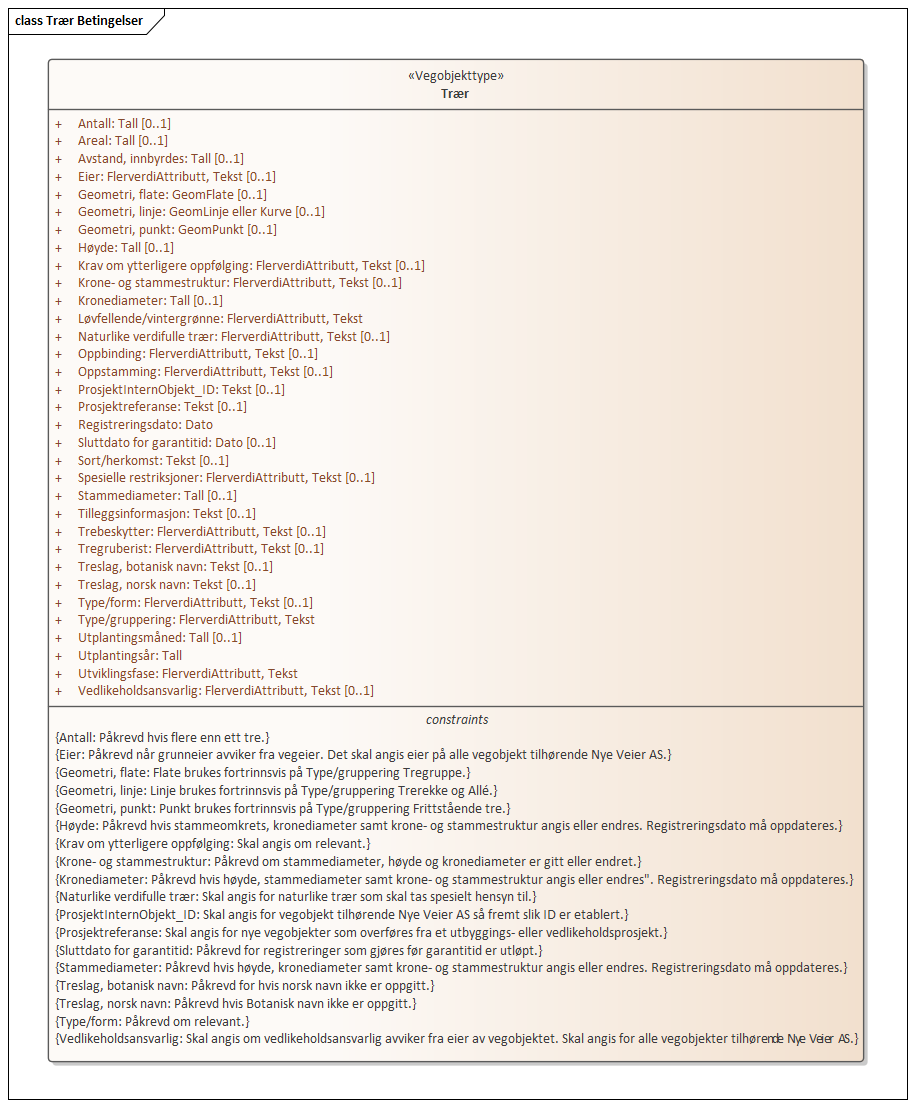 class Trær Betingelser
«Vegobjekttype»
Trær
+ Antall: Tall [0..1]
+ Areal: Tall [0..1]
+ Avstand, innbyrdes: Tall [0..1]
+ Eier: FlerverdiAttributt, Tekst [0..1]
+ Geometri, flate: GeomFlate [0..1]
+ Geometri, linje: GeomLinje eller Kurve [0..1]
+ Geometri, punkt: GeomPunkt [0..1]
+ Høyde: Tall [0..1]
+ Krav om ytterligere oppfølging: FlerverdiAttributt, Tekst [0..1]
+ Krone- og stammestruktur: FlerverdiAttributt, Tekst [0..1]
+ Kronediameter: Tall [0..1]
+ Løvfellende/vintergrønne: FlerverdiAttributt, Tekst
+ Naturlike verdifulle trær: FlerverdiAttributt, Tekst [0..1]
+ Oppbinding: FlerverdiAttributt, Tekst [0..1]
+ Oppstamming: FlerverdiAttributt, Tekst [0..1]
+ ProsjektInternObjekt_ID: Tekst [0..1]
+ Prosjektreferanse: Tekst [0..1]
+ Registreringsdato: Dato
+ Sluttdato for garantitid: Dato [0..1]
+ Sort/herkomst: Tekst [0..1]
+ Spesielle restriksjoner: FlerverdiAttributt, Tekst [0..1]
+ Stammediameter: Tall [0..1]
+ Tilleggsinformasjon: Tekst [0..1]
+ Trebeskytter: FlerverdiAttributt, Tekst [0..1]
+ Tregruberist: FlerverdiAttributt, Tekst [0..1]
+ Treslag, botanisk navn: Tekst [0..1]
+ Treslag, norsk navn: Tekst [0..1]
+ Type/form: FlerverdiAttributt, Tekst [0..1]
+ Type/gruppering: FlerverdiAttributt, Tekst
+ Utplantingsmåned: Tall [0..1]
+ Utplantingsår: Tall
+ Utviklingsfase: FlerverdiAttributt, Tekst
+ Vedlikeholdsansvarlig: FlerverdiAttributt, Tekst [0..1]
constraints
{Antall: Påkrevd hvis flere enn ett tre.}
{Eier: Påkrevd når grunneier avviker fra vegeier. Det skal angis eier på alle vegobjekt tilhørende Nye Veier AS.}
{Geometri, flate: Flate brukes fortrinnsvis på Type/gruppering Tregruppe.}
{Geometri, linje: Linje brukes fortrinnsvis på Type/gruppering Trerekke og Allé.}
{Geometri, punkt: Punkt brukes fortrinnsvis på Type/gruppering Frittstående tre.}
{Høyde: Påkrevd hvis stammeomkrets, kronediameter samt krone- og stammestruktur angis eller endres. Registreringsdato må oppdateres.}
{Krav om ytterligere oppfølging: Skal angis om relevant.}
{Krone- og stammestruktur: Påkrevd om stammediameter, høyde og kronediameter er gitt eller endret.}
{Kronediameter: Påkrevd hvis høyde, stammediameter samt krone- og stammestruktur angis eller endres". Registreringsdato må oppdateres.}
{Naturlike verdifulle trær: Skal angis for naturlike trær som skal tas spesielt hensyn til.}
{ProsjektInternObjekt_ID: Skal angis for vegobjekt tilhørende Nye Veier AS så fremt slik ID er etablert.}
{Prosjektreferanse: Skal angis for nye vegobjekter som overføres fra et utbyggings- eller vedlikeholdsprosjekt.}
{Sluttdato for garantitid: Påkrevd for registreringer som gjøres før garantitid er utløpt.}
{Stammediameter: Påkrevd hvis høyde, kronediameter samt krone- og stammestruktur angis eller endres. Registreringsdato må oppdateres.}
{Treslag, botanisk navn: Påkrevd for hvis norsk navn ikke er oppgitt.}
{Treslag, norsk navn: Påkrevd hvis Botanisk navn ikke er oppgitt.}
{Type/form: Påkrevd om relevant.}
{Vedlikeholdsansvarlig: Skal angis om vedlikeholdsansvarlig avviker fra eier av vegobjektet. Skal angis for alle vegobjekter tilhørende Nye Veier AS.}